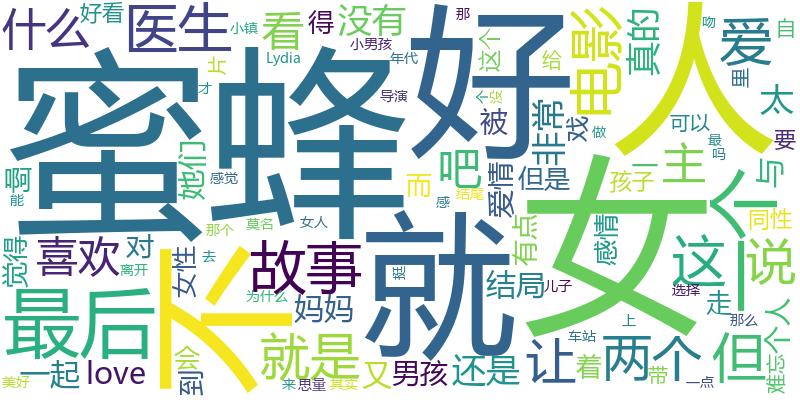 什么
好看
医生
小镇
看
得
没有
那
电影
真的
吻
爱
自
片
Lydia
小男孩
年代
这个
给
里
太
才
导演
个
没
非常
戏
做
最
吗
要
蜜蜂
好
人
被
可以
啊
她们
感觉
而
吧
爱情
但是
一
主
个
与
能
那个
莫名
女人
感
结尾
孩子
同性
觉得
喜欢
对
女性
去
故事
就
挺
有点
女
感情
这
说
离开
为什么
妈妈
结局
儿子
选择
走
那么
难忘
个人
最后
不
会
就是
车站
上
让
着
两个
带
但
一起
love
到
来
思量
莫实
又
男孩
还是
一点
美好